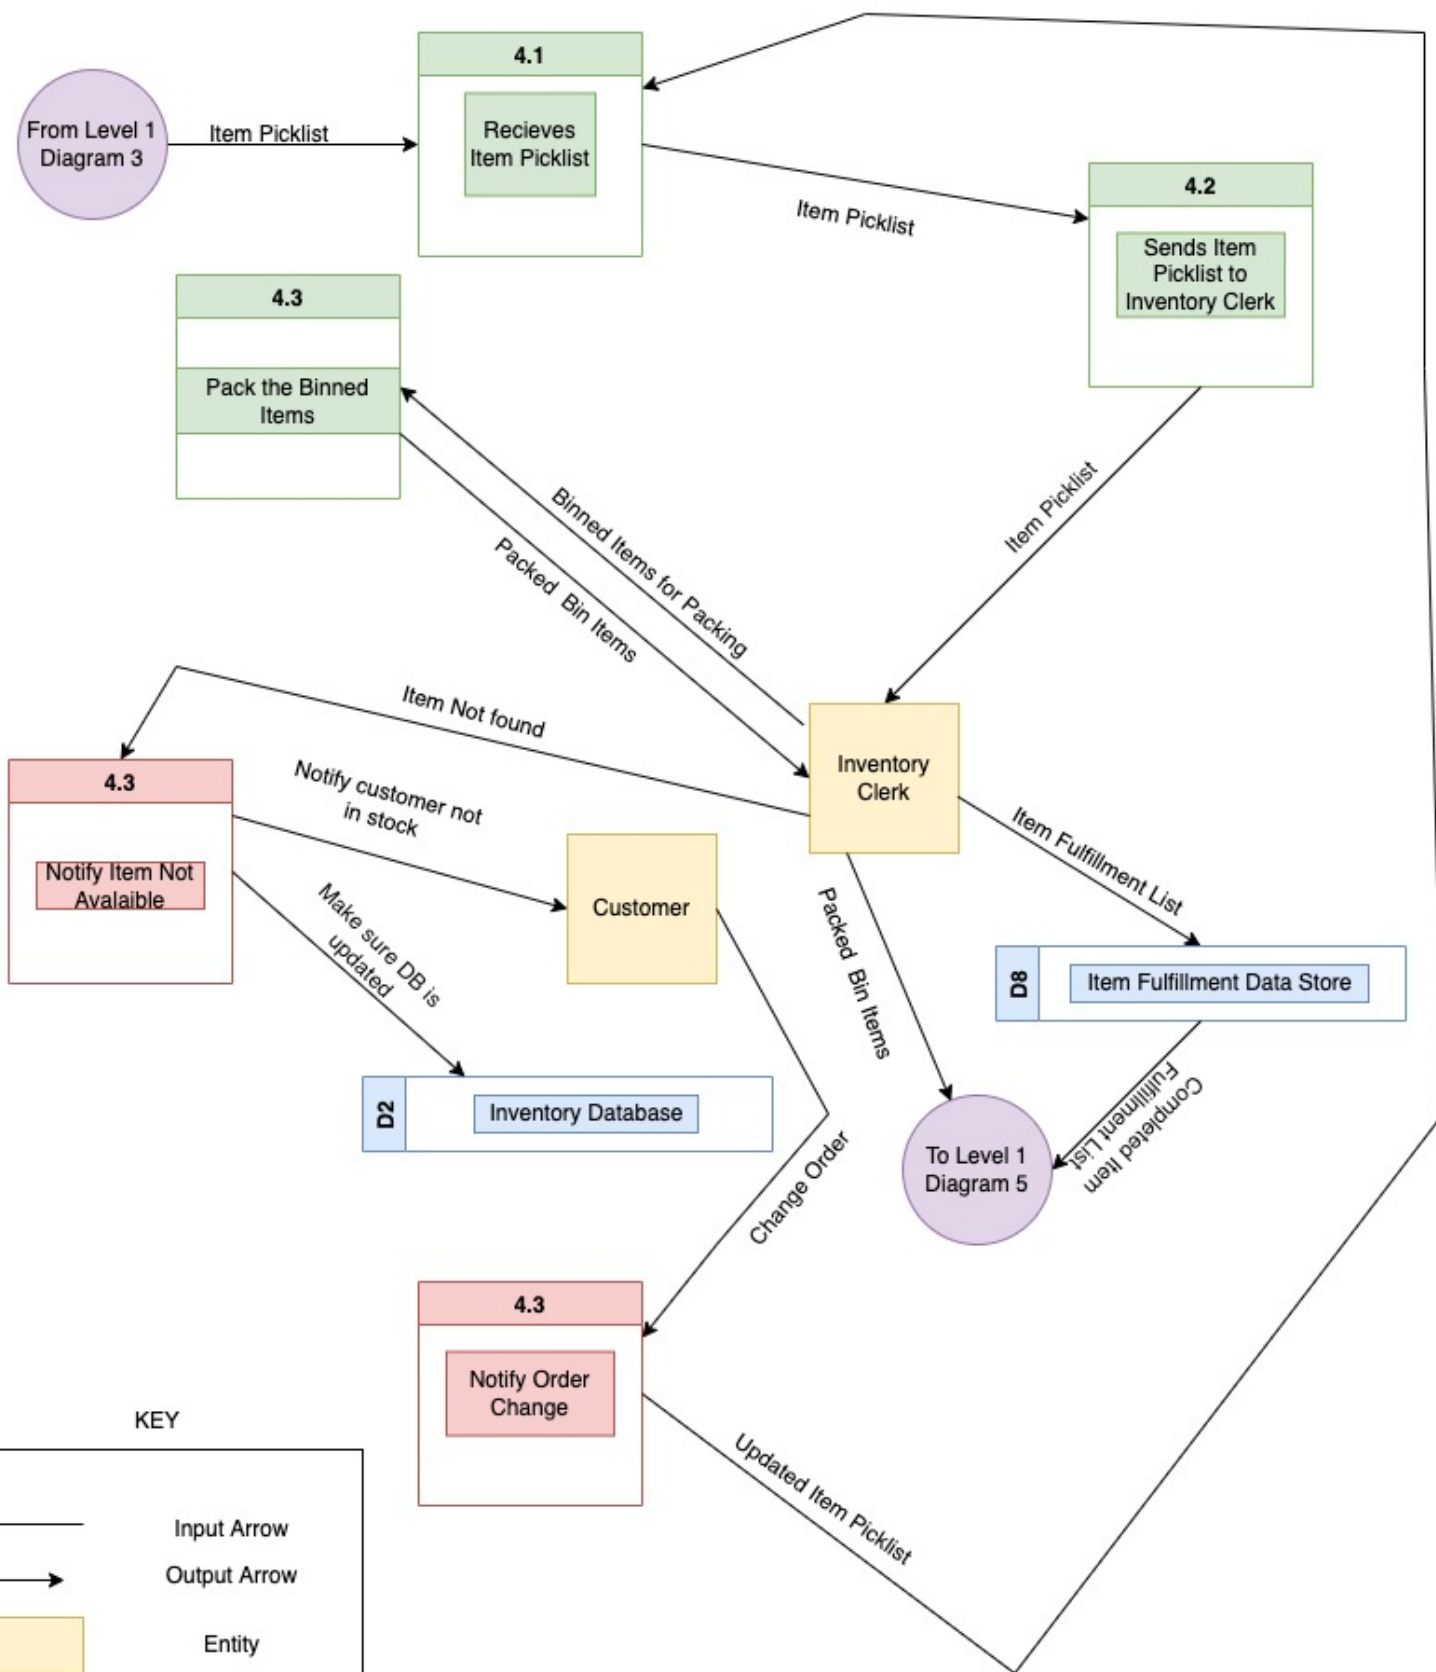 4.1
From Level 1
Diagram 3
Item Picklist
Recieves
Item Picklist
Item Picklist
4.2
Sends Item
Picklist to
Inventory Clerk
4.3
Pack the Binned
Items
Item Picklist
Binned Items for Packing
Packed Bin Items
Item Not found
Inventory
Clerk
4.3
Notify customer not
in stock
Notify Item Not
Avalaible
Make sure DB is
updated
Customer
Item Fulfillment List
Packed Bin Items
D8
Item Fulfillment Data Store
D2
Inventory Database
Completed Item
Fulfillment List
To Level 1
Diagram 5
Change Order
4.3
Notify Order
Change
Updated Item Picklist
KEY
Input Arrow
Output Arrow
Entity